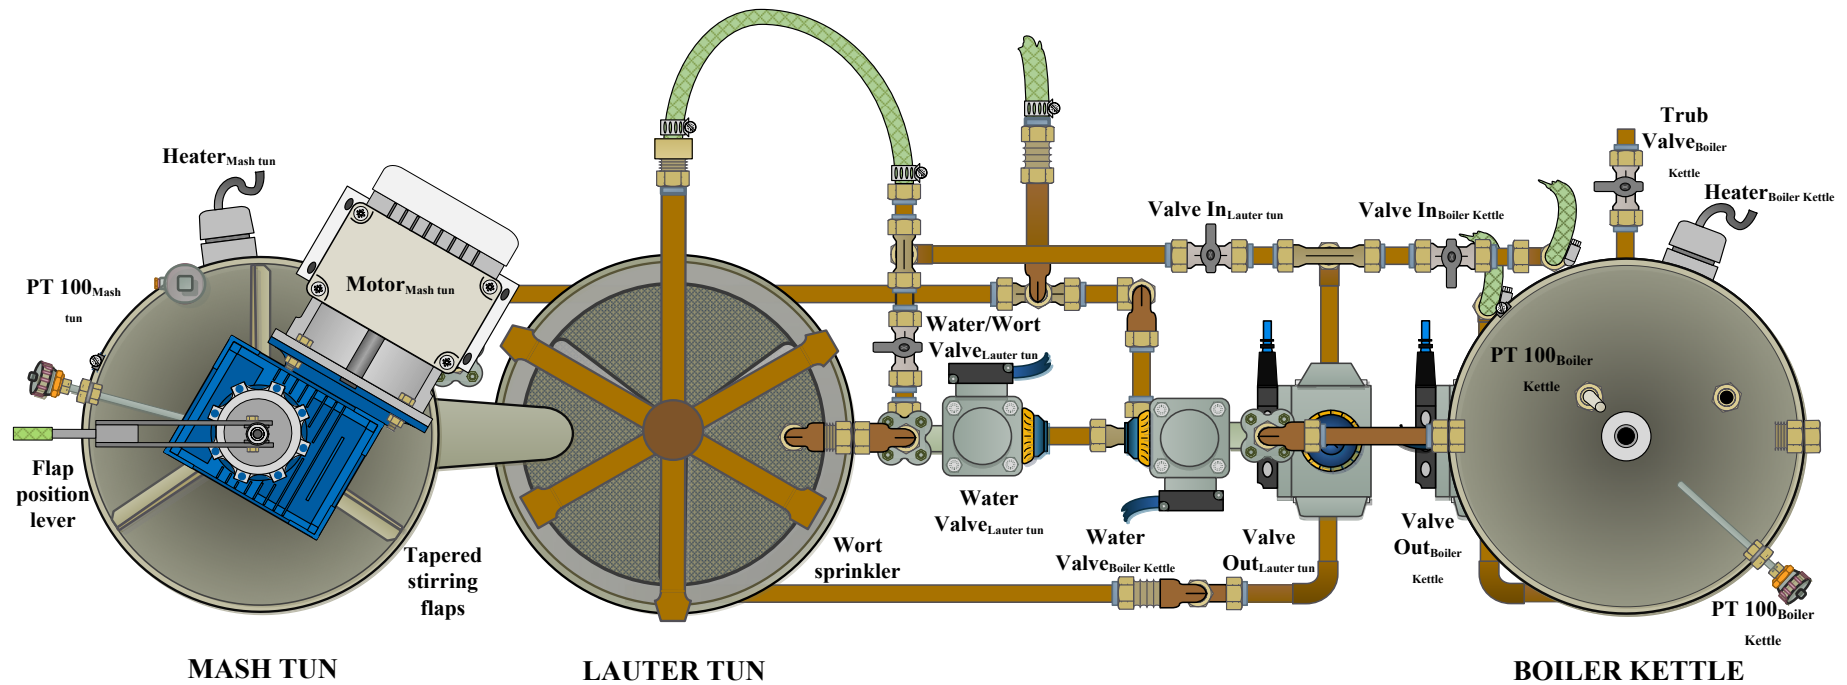 Heater Mash tun
PT 100 Mash
tun
Motor Mash tun
Flap
position
lever
Tapered
stirring
flaps
MASH TUN
Wort
sprinkler
LAUTER TUN
Water/Wort
Valve Lauter tun
Water
Valve Lauter tun
Water
Valve Boiler Kettle
Valve In Lauter tun
Valve
Out Lauter tun
Valve In Boiler Kettle
Valve
Out Boiler
Kettle
Trub
Valve Boiler
Kettle
Heater Boiler Kettle
PT 100 Boiler
Kettle
PT 100 Boiler
Kettle
BOILER KETTLE